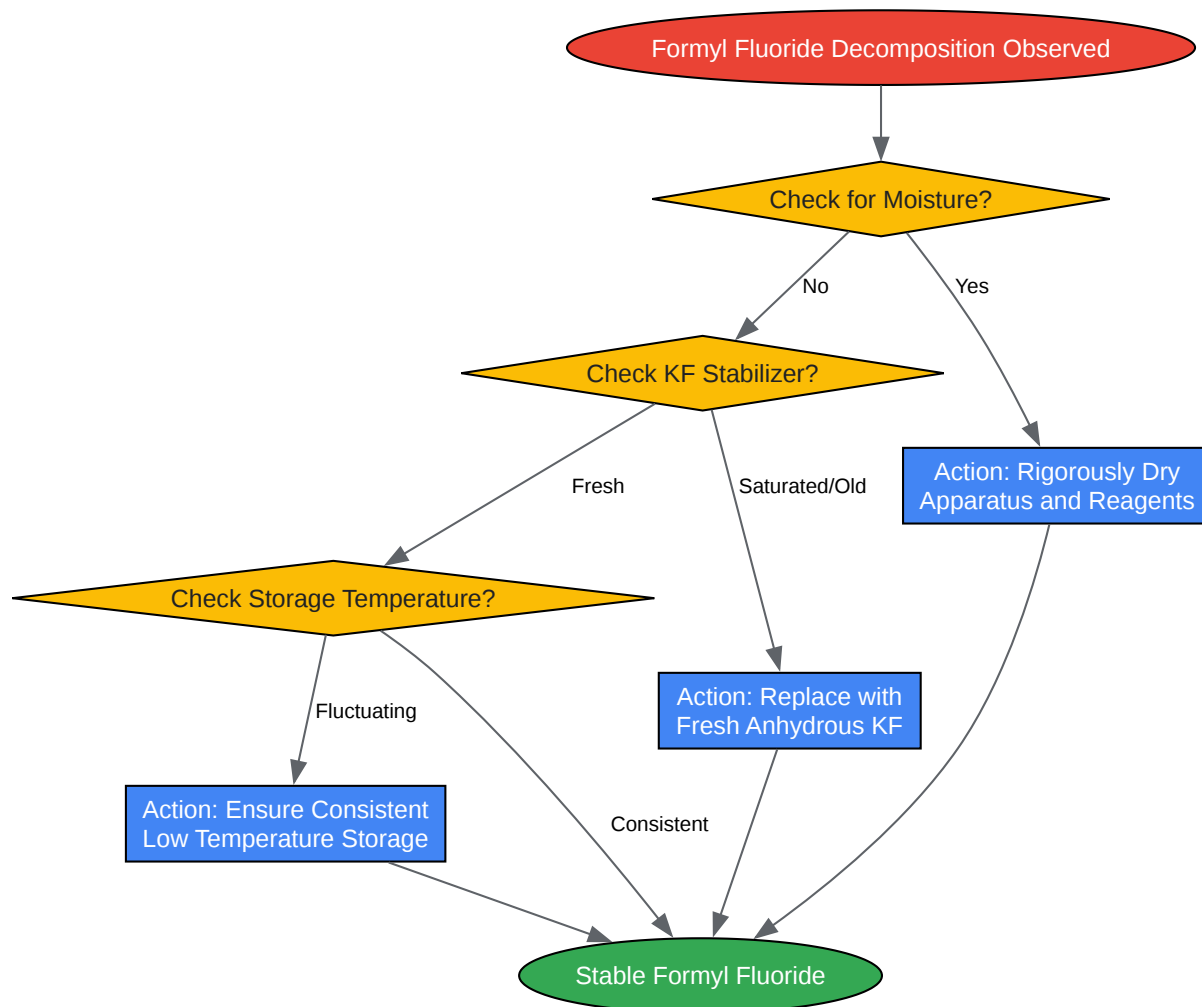 Formyl Fluoride Decomposition Observed
Check for Moisture?
No
Yes
Check KF Stabilizer?
Action: Rigorously Dry
Apparatus and Reagents
Fresh
Saturated/Old
Check Storage Temperature?
Action: Replace with
Fresh Anhydrous KF
Fluctuating
Action: Ensure Consistent
Low Temperature Storage
Consistent
Stable Formyl Fluoride